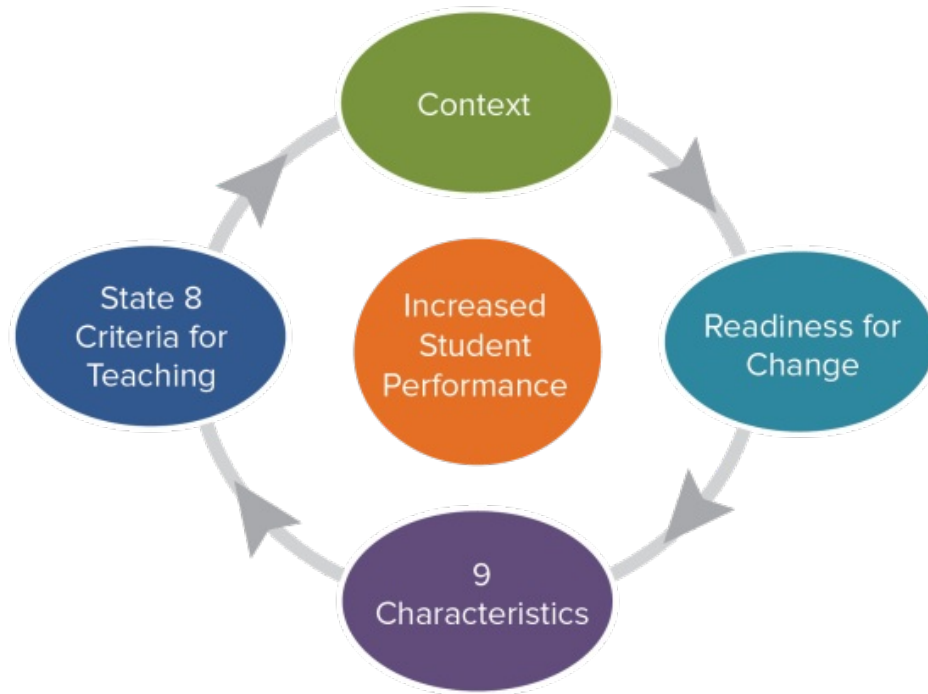 Context
Readiness for
Change
9
Characteristics
State 8
Criteria for
Teaching
Increased
Student
Performance